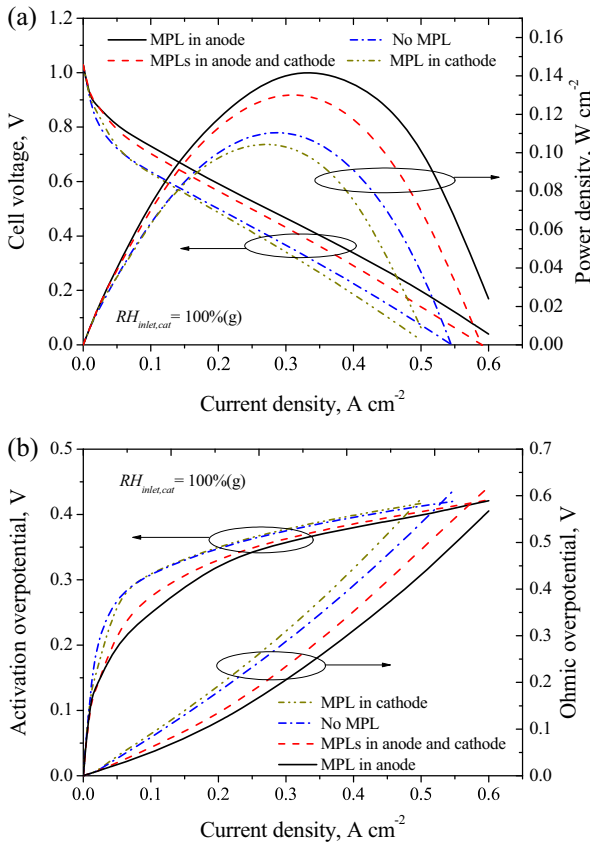 (a)
MPL in anode
No MPL
MPLs in anode and cathode
MPL in cathode
1.0
0.8
0.6
0.4
0.2
0.0
Cell voltage, V
0.16
0.14
0.12
0.10
0.08
0.06
0.04
0.02
0.00
Power density, W cm-2
RHinlet,cat = 100%(g)
0.0 0.1 0.2 0.3 0.4 0.5 0.6
Current density, A cm-2
(b)
RHinlet,cat = 100%(g)
0.5
0.4
0.3
0.2
0.1
0.0
Activation overpotential, V
0.7
0.6
0.5
0.4
0.3
0.2
0.1
0.0
Ohmic overpotential, V
MPL in cathode
No MPL
MPLs in anode and cathode
MPL in anode
0.0 0.1 0.2 0.3 0.4 0.5 0.6
Current density, A cm-2